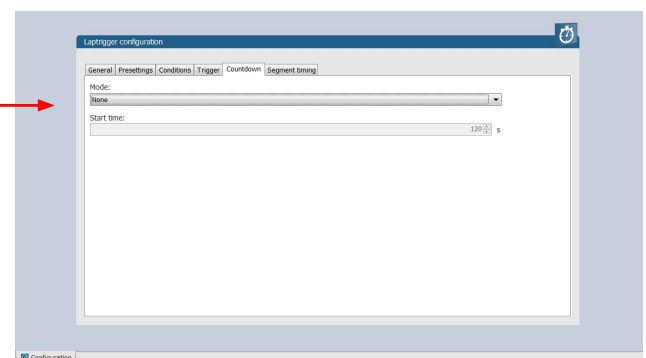 Laptrigger configuration
General Presettings Conditions Trigger Countdown Segment timing
Mode:
None
Start time:
120 s
Configuration